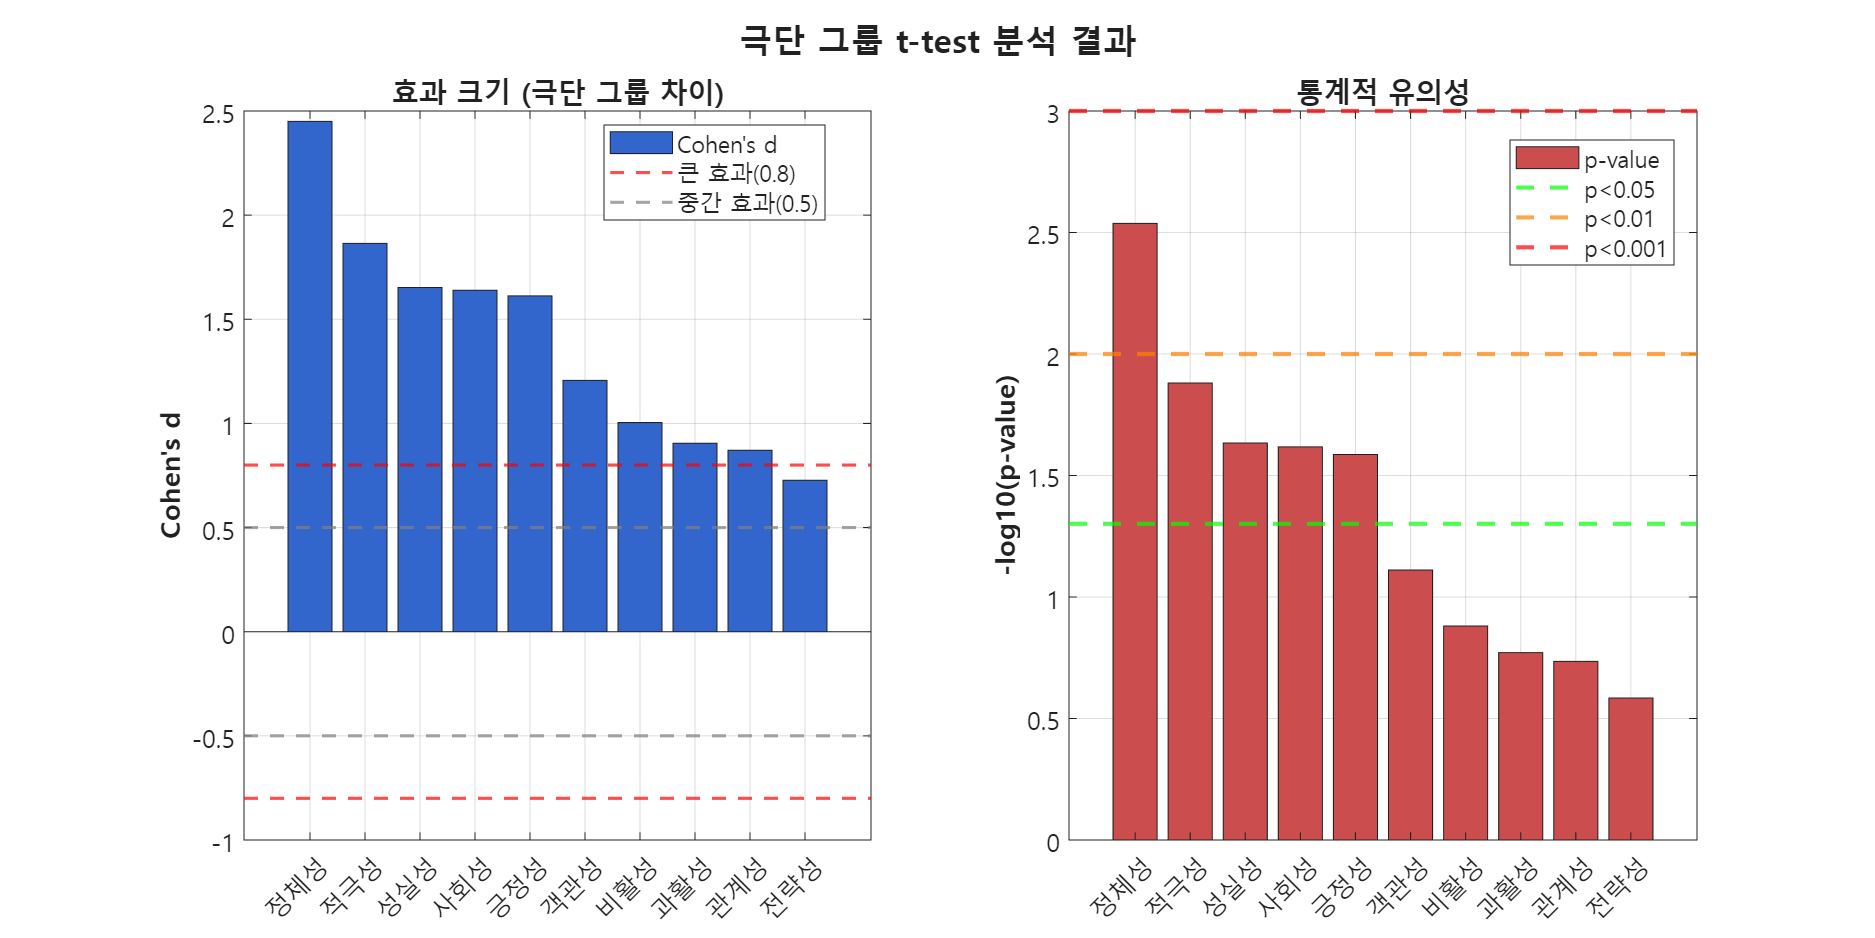 극단 그룹 t-test 분석 결과
효과 크기 (극단 그룹 차이)
2.5
2
1.5
1
0.5
0
-0.5
-1
Cohen's d
Cohen's d
큰 효과(0.8)
중간 효과(0.5)
정체성
적극성
성실성
사회성
긍정성
객관성
비활성
과활성
관계성
전략성
통계적 유의성
3
2.5
2
1.5
1
0.5
0
-log10(p-value)
p-value
p<0.05
p<0.01
p<0.001
정체성
적극성
성실성
사회성
긍정성
객관성
비활성
과활성
관계성
전략성